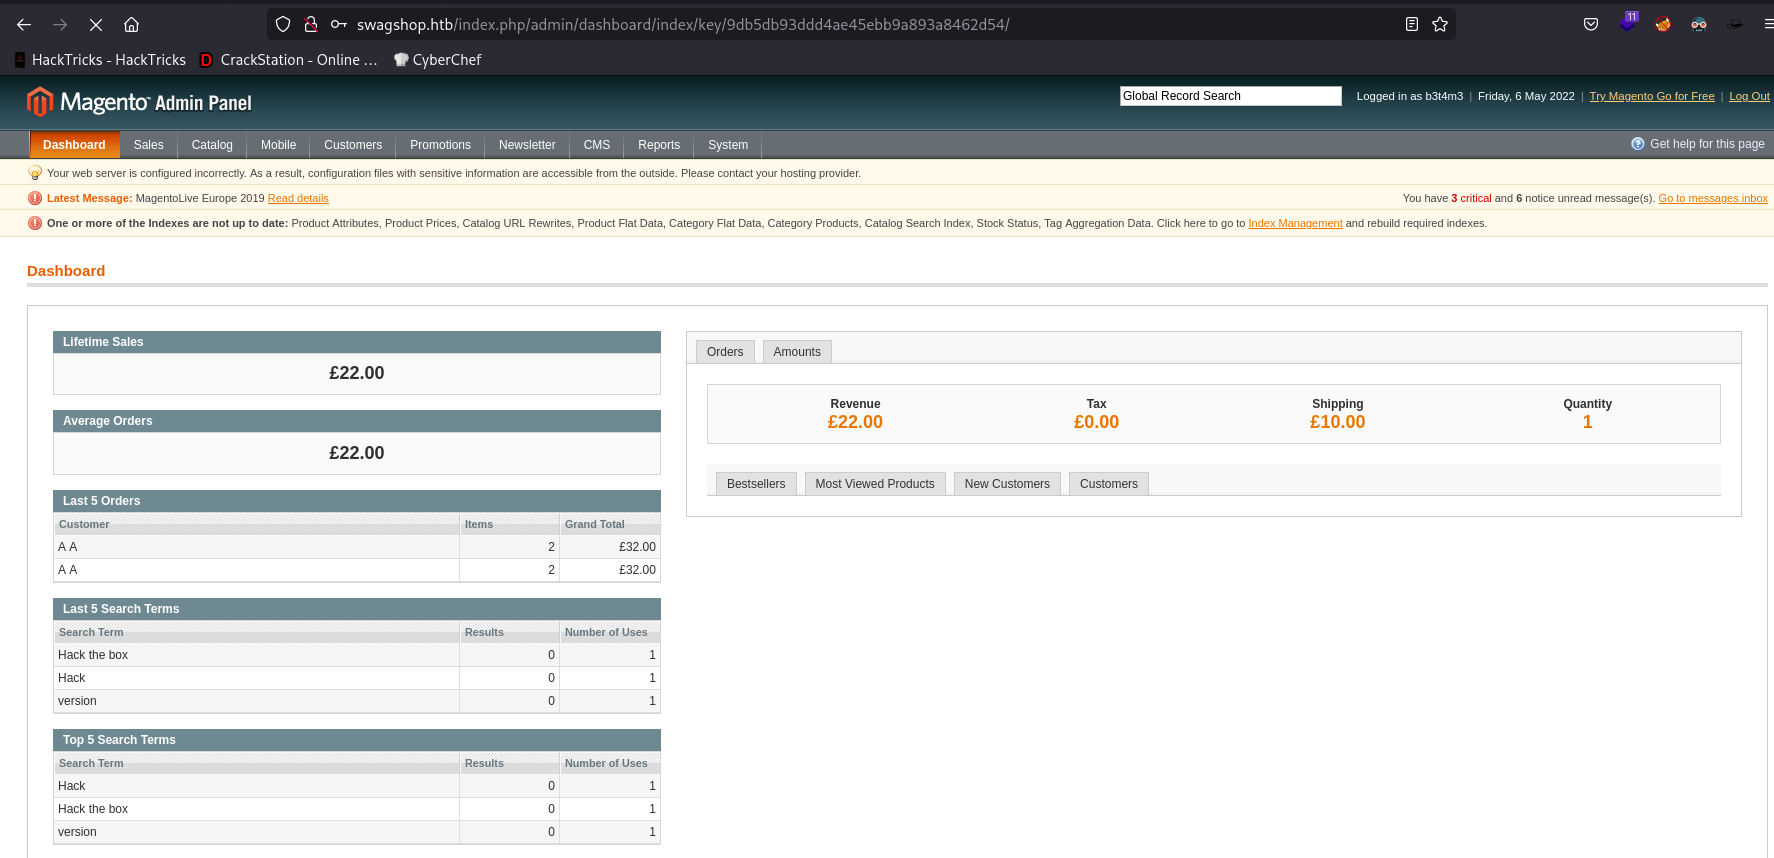 swagshop.htb/index.php/admin/dashboard/index/key/9db5db93ddd4ae45ebb9a893a8462d54/
11
HackTricks - HackTricks D CrackStation - Online ... CyberChef
Magento™ Admin Panel
Global Record Search
Logged in as b3t4m3 | Friday, 6 May 2022 | Try Magento Go for Free | Log Out
Dashboard Sales Catalog Mobile Customers Promotions Newsletter CMS Reports System
? Get help for this page
Your web server is configured incorrectly. As a result, configuration files with sensitive information are accessible from the outside. Please contact your hosting provider.
Latest Message: MagentoLive Europe 2019 Read details
You have 3 critical and 6 notice unread message(s). Go to messages inbox
One or more of the Indexes are not up to date: Product Attributes, Product Prices, Catalog URL Rewrites, Product Flat Data, Category Flat Data, Category Products, Catalog Search Index, Stock Status, Tag Aggregation Data. Click here to go to Index Management and rebuild required indexes.
Dashboard
Lifetime Sales
£22.00
Average Orders
£22.00
Last 5 Orders
Customer Items Grand Total
A A 2 £32.00
A A 2 £32.00
Last 5 Search Terms
Search Term Results Number of Uses
Hack the box 0 1
Hack 0 1
version 0 1
Top 5 Search Terms
Search Term Results Number of Uses
Hack 0 1
Hack the box 0 1
version 0 1
Orders Amounts
Revenue Tax Shipping Quantity
£22.00 £0.00 £10.00 1
Bestsellers Most Viewed Products New Customers Customers